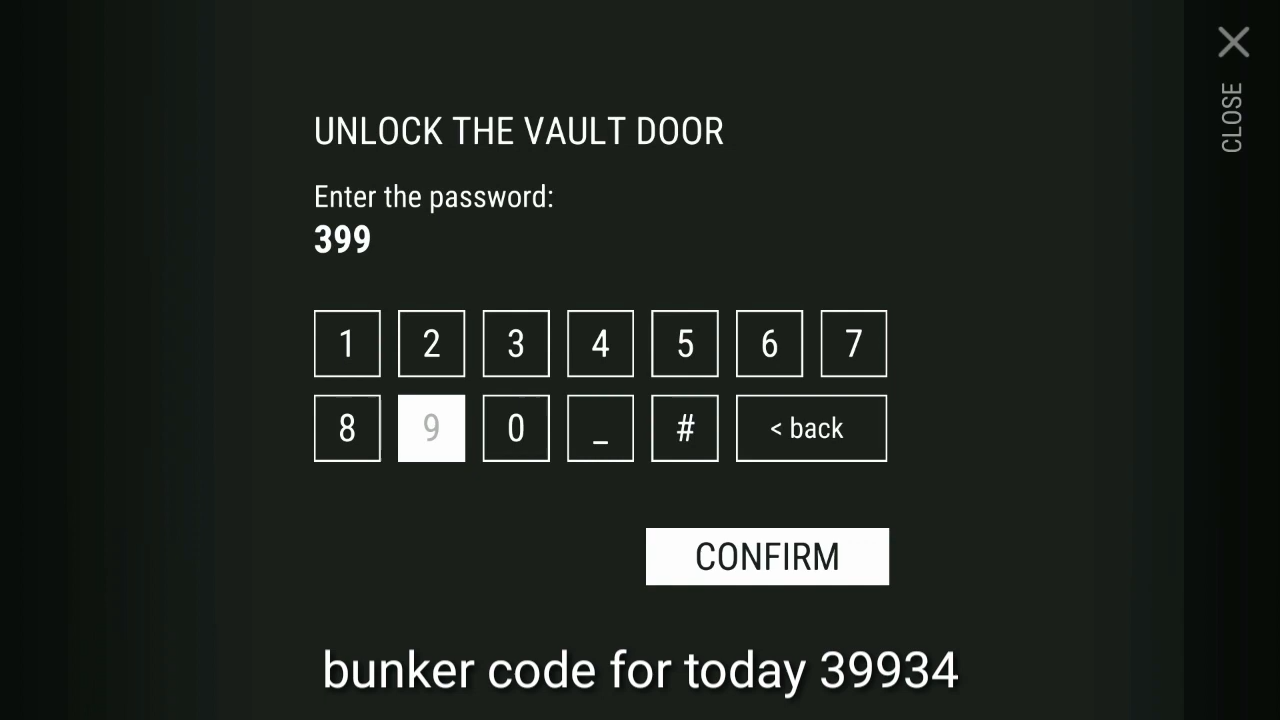 CLOSE
UNLOCK THE VAULT DOOR
Enter the password:
399
1 2 3 4 5 6 7
8 9 0 _ # < back
CONFIRM
bunker code for today 39934